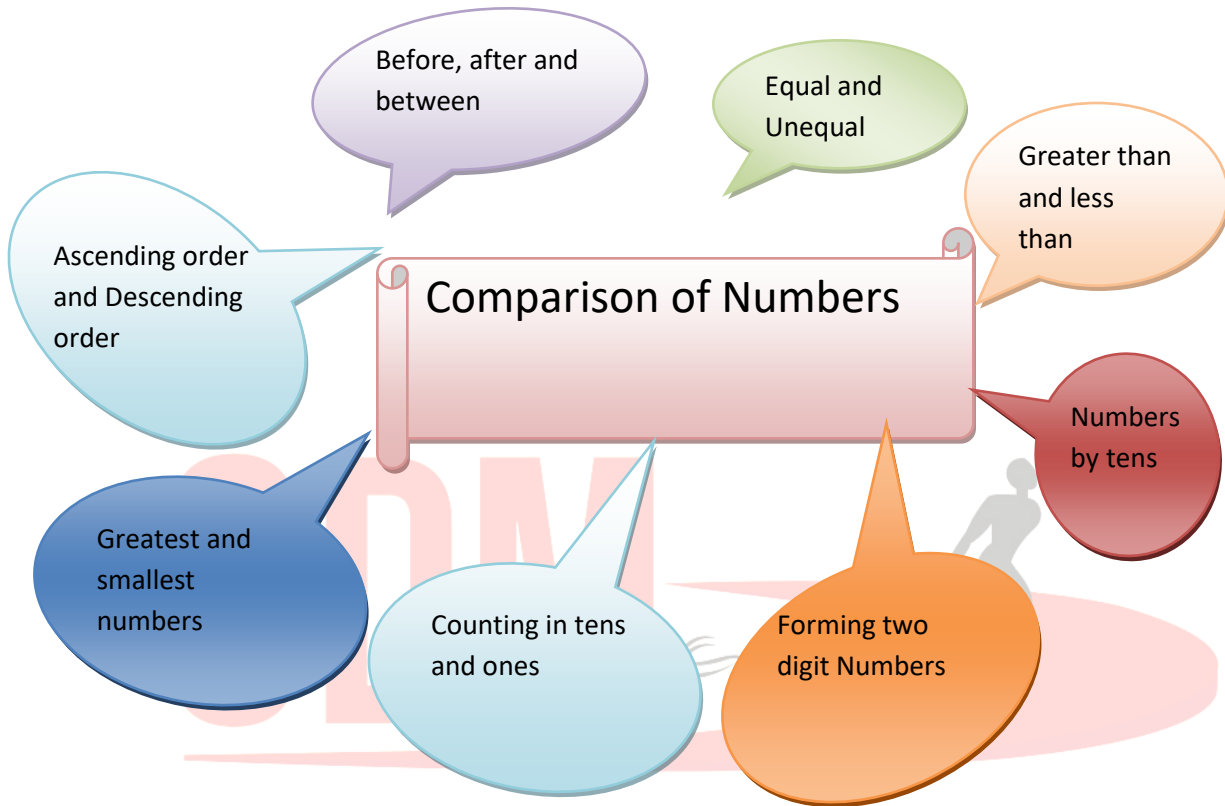 Before, after and
between
Equal and
Unequal
Greater than
and less
than
Ascending order
and Descending
order
Comparison of Numbers
Numbers
by tens
Greatest and
smallest
numbers
Counting in tens
and ones
Forming two
digit Numbers